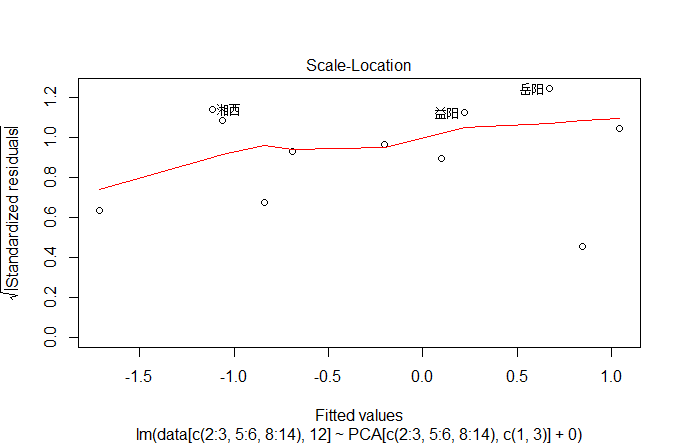 Scale-Location
√|Standardized residuals|
1.2
1.0
0.8
0.6
0.4
0.2
0.0
湘西
益阳
岳阳
-1.5 -1.0 -0.5 0.0 0.5 1.0
Fitted values
lm(data[c(2:3, 5:6, 8:14), 12] ~ PCA[c(2:3, 5:6, 8:14), c(1, 3)] + 0)